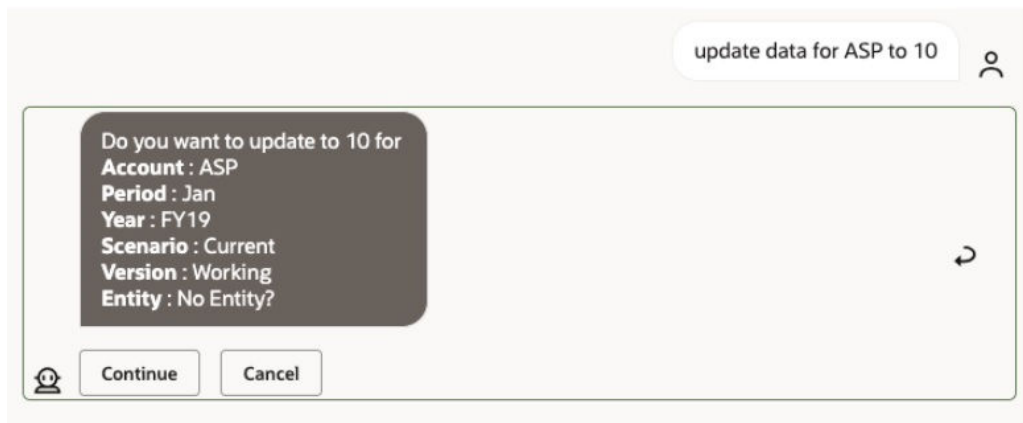 update data for ASP to 10
Do you want to update to 10 for
Account : ASP
Period : Jan
Year : FY19
Scenario : Current
Version : Working
Entity : No Entity?
Continue Cancel